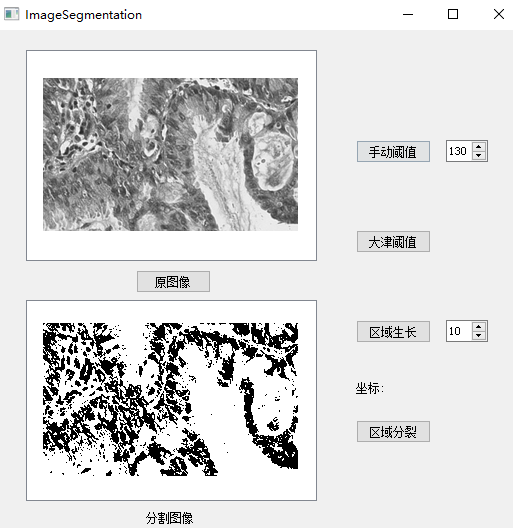 ImageSegmentation
手动阈值 130
大津阈值
原图像
区域生长 10
坐标:
区域分裂
分割图像